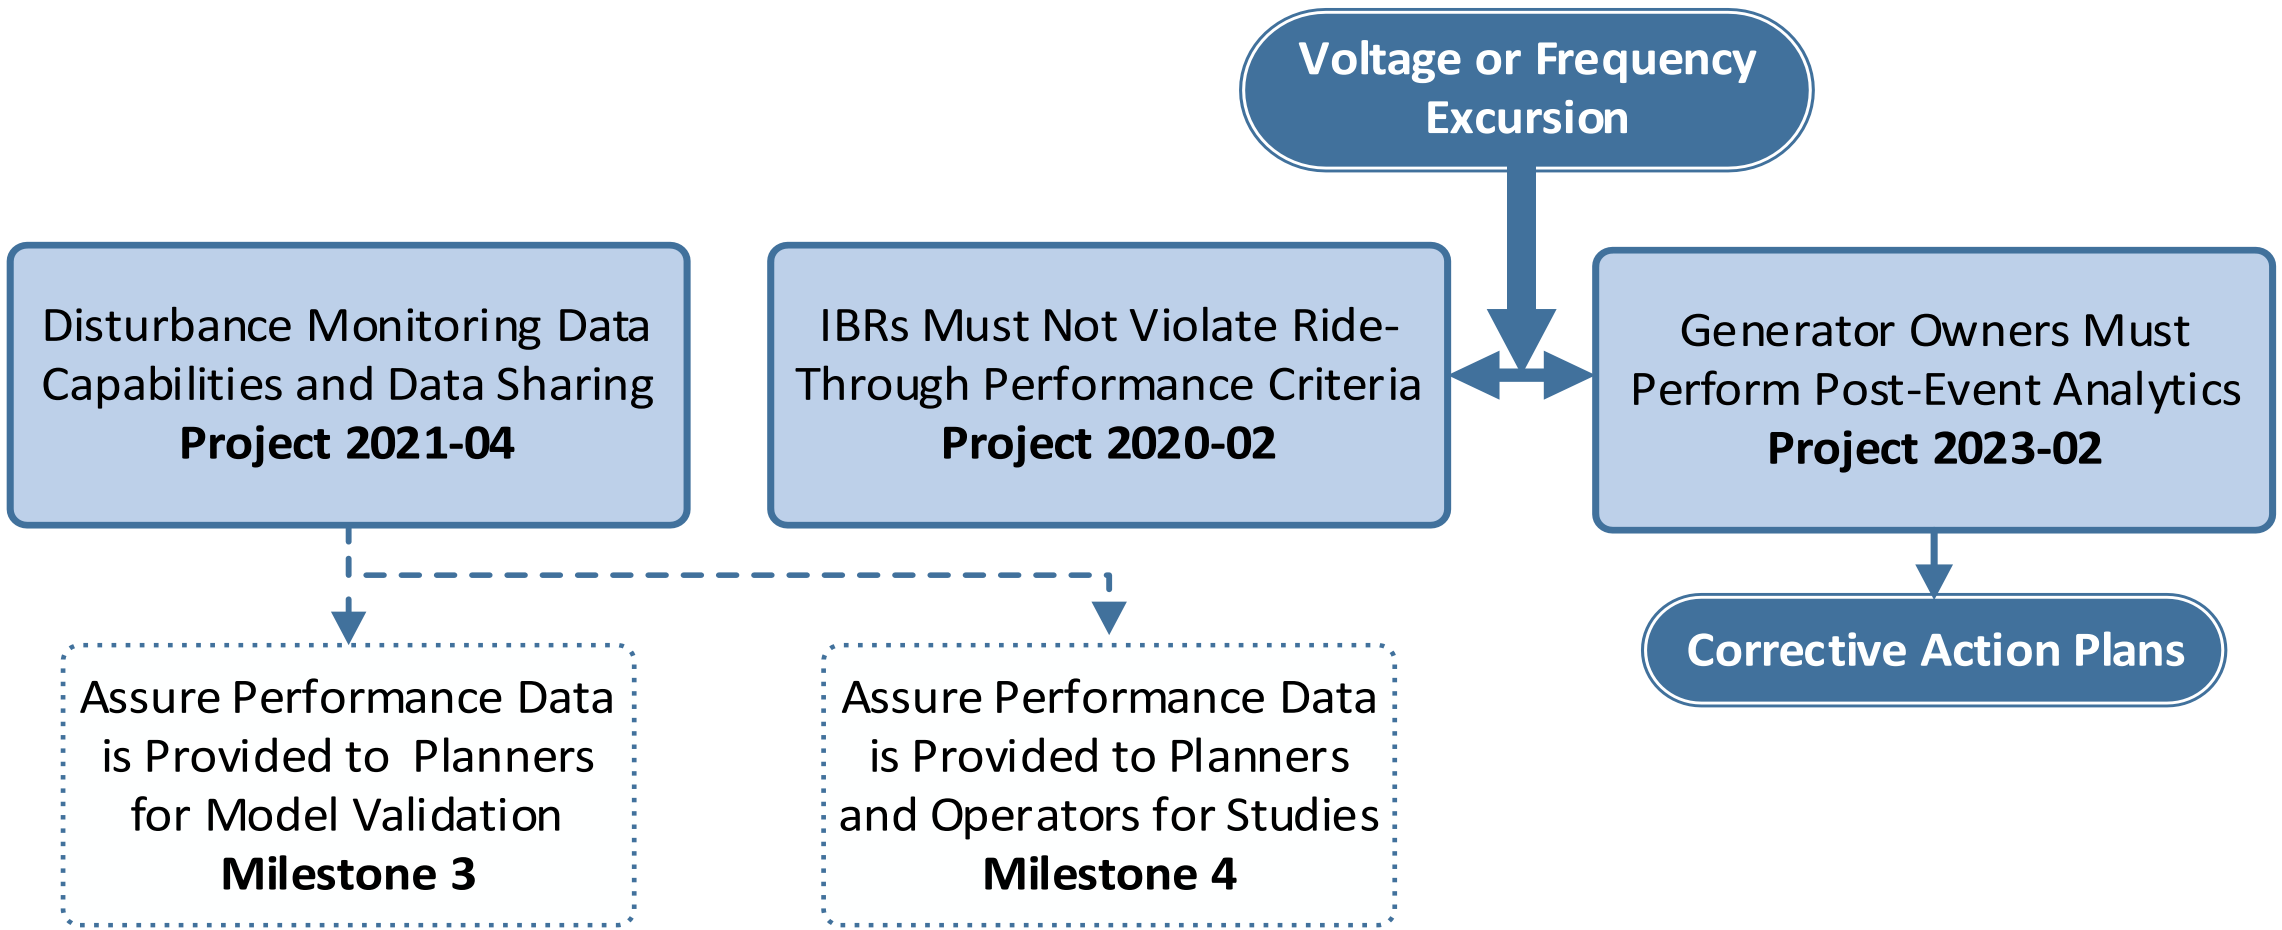 Voltage or Frequency
Excursion
Disturbance Monitoring Data
Capabilities and Data Sharing
Project 2021-04
IBRs Must Not Violate Ride-
Through Performance Criteria
Project 2020-02
Generator Owners Must
Perform Post-Event Analytics
Project 2023-02
Corrective Action Plans
Assure Performance Data
is Provided to Planners
for Model Validation
Milestone 3
Assure Performance Data
is Provided to Planners
and Operators for Studies
Milestone 4